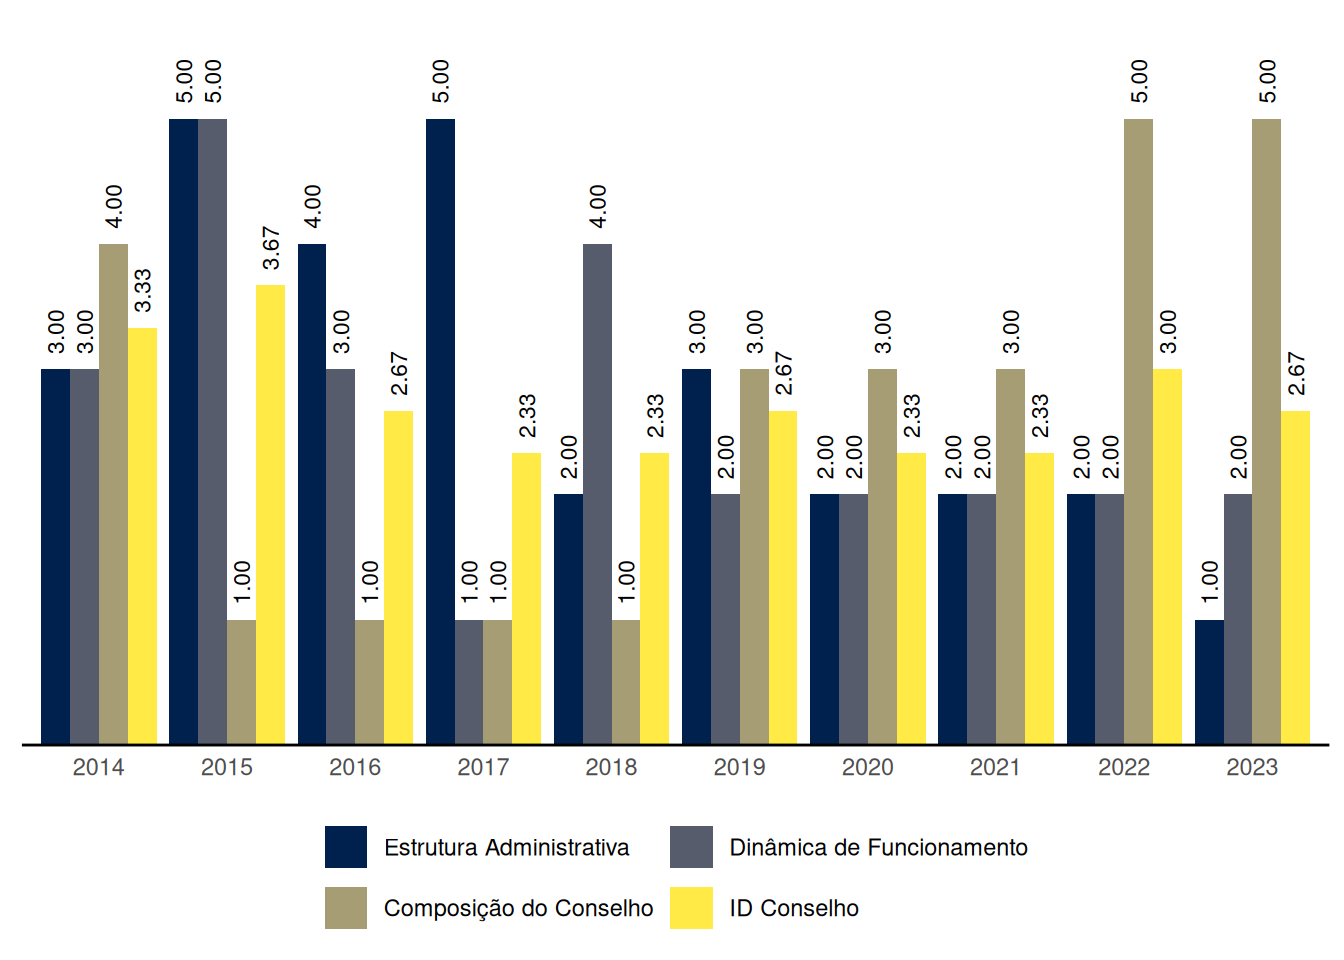 3.00 3.00 4.00 3.33 5.00 5.00 1.00 3.67 4.00 3.00 1.00 2.67 5.00 1.00 1.00 2.33 2.00 4.00 1.00 2.33 3.00 2.00 3.00 2.67 2.00 2.00 3.00 2.33 2.00 2.00 3.00 2.33 2.00 2.00 5.00 3.00 1.00 2.00 5.00 2.67
2014 2015 2016 2017 2018 2019 2020 2021 2022 2023
Estrutura Administrativa Dinâmica de Funcionamento
Composição do Conselho ID Conselho